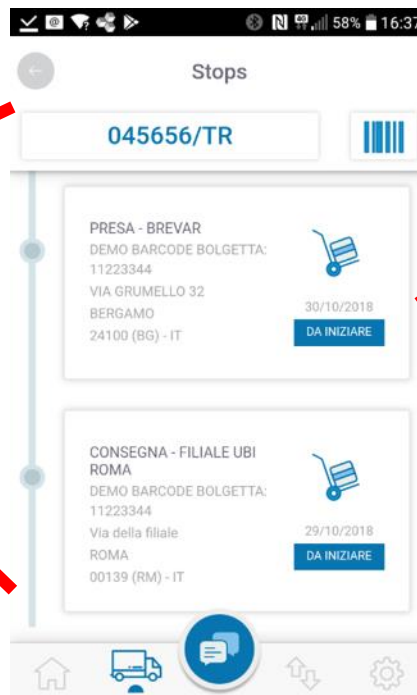 58% 16:37
Stops
045656/TR
PRESA - BREVAR
DEMO BARCODE BOLGETTA:
11223344
VIA GRUMELLO 32
BERGAMO
24100 (BG) - IT
30/10/2018
DA INIZIARE
CONSEGNA - FILIALE UBI
ROMA
DEMO BARCODE BOLGETTA:
11223344
Via della filiale
ROMA
00139 (RM) - IT
29/10/2018
DA INIZIARE